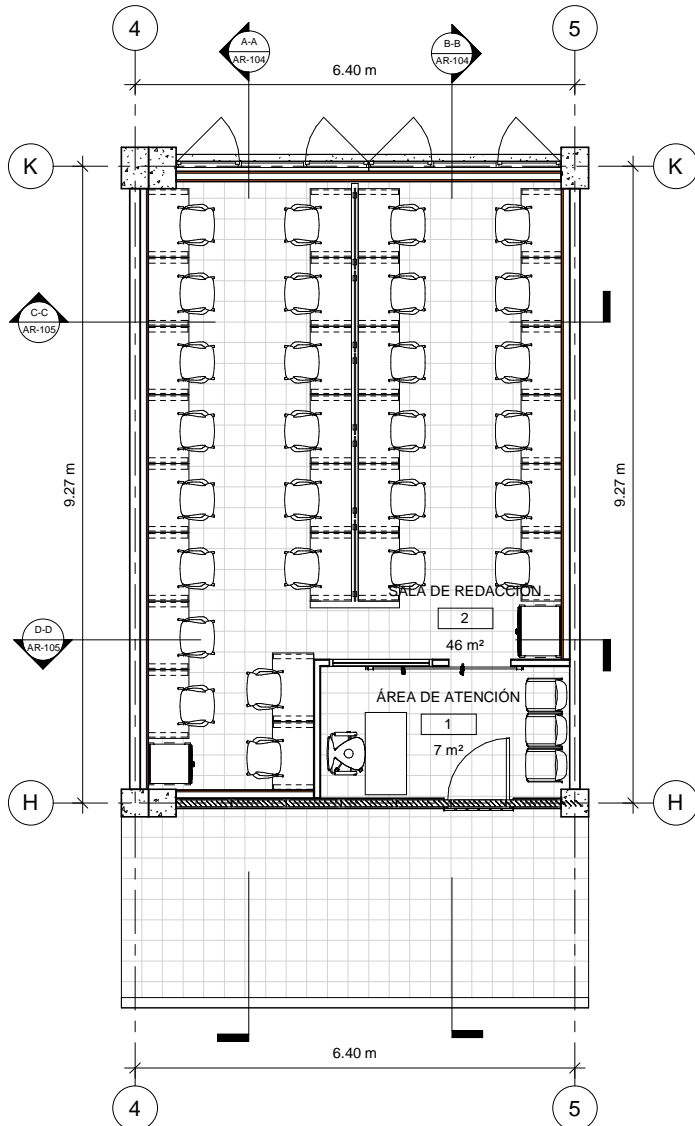 4
5
A-A
AR-104
B-B
AR-104
6.40 m
K
K
C-C
AR-105
9.27 m
9.27 m
SALA DE REDACCIÓN
2
46 m²
D-D
AR-105
ÁREA DE ATENCIÓN
1
7 m²
H
H
6.40 m
4
5